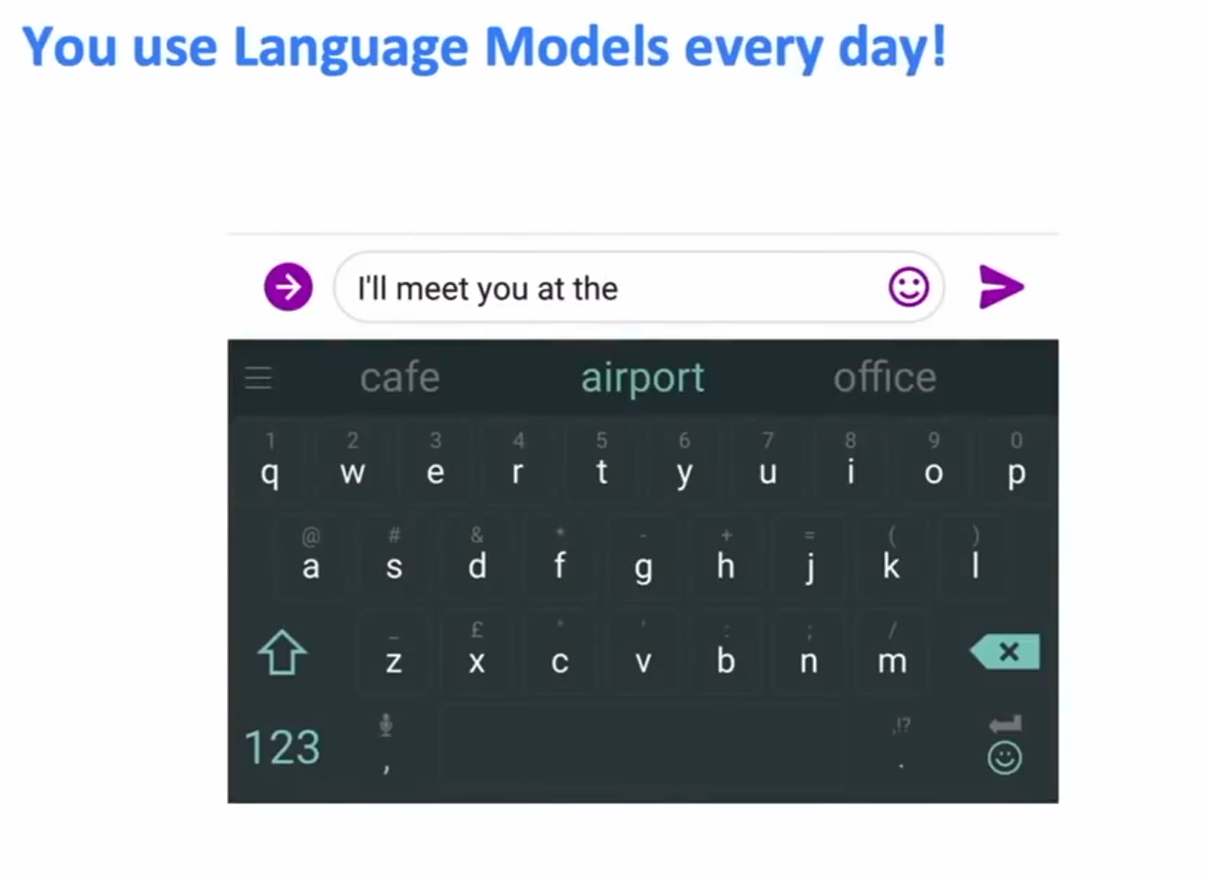 You use Language Models every day!
I'll meet you at the
cafe airport office
1 2 3 4 5 6 7 8 9 0
q w e r t y u i o p
@ # & * - + = ( )
a s d f g h j k l
_ £ " ' : ; /
z x c v b n m
,!?
123 , .